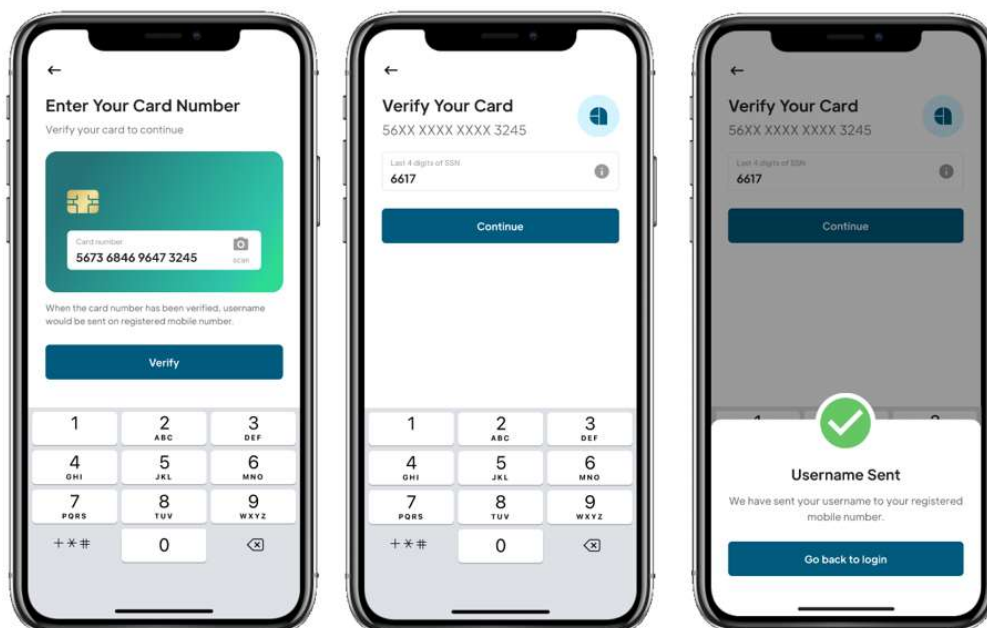 ←
Enter Your Card Number
Verify your card to continue
Card number
5673 6846 9647 3245
scan
When the card number has been verified, username
would be sent on registered mobile number.
Verify
1
2
ABC
3
DEF
4
GHI
5
JKL
6
MNO
7
PQRS
8
TUV
9
WXYZ
+*#
0
←
Verify Your Card
56XX XXXX XXXX 3245
Last 4 digits of SSN
6617
Continue
1
2
ABC
3
DEF
4
GHI
5
JKL
6
MNO
7
PQRS
8
TUV
9
WXYZ
+*#
0
←
Verify Your Card
56XX XXXX XXXX 3245
Last 4 digits of SSN
6617
Continue
Username Sent
We have sent your username to your registered
mobile number.
Go back to login